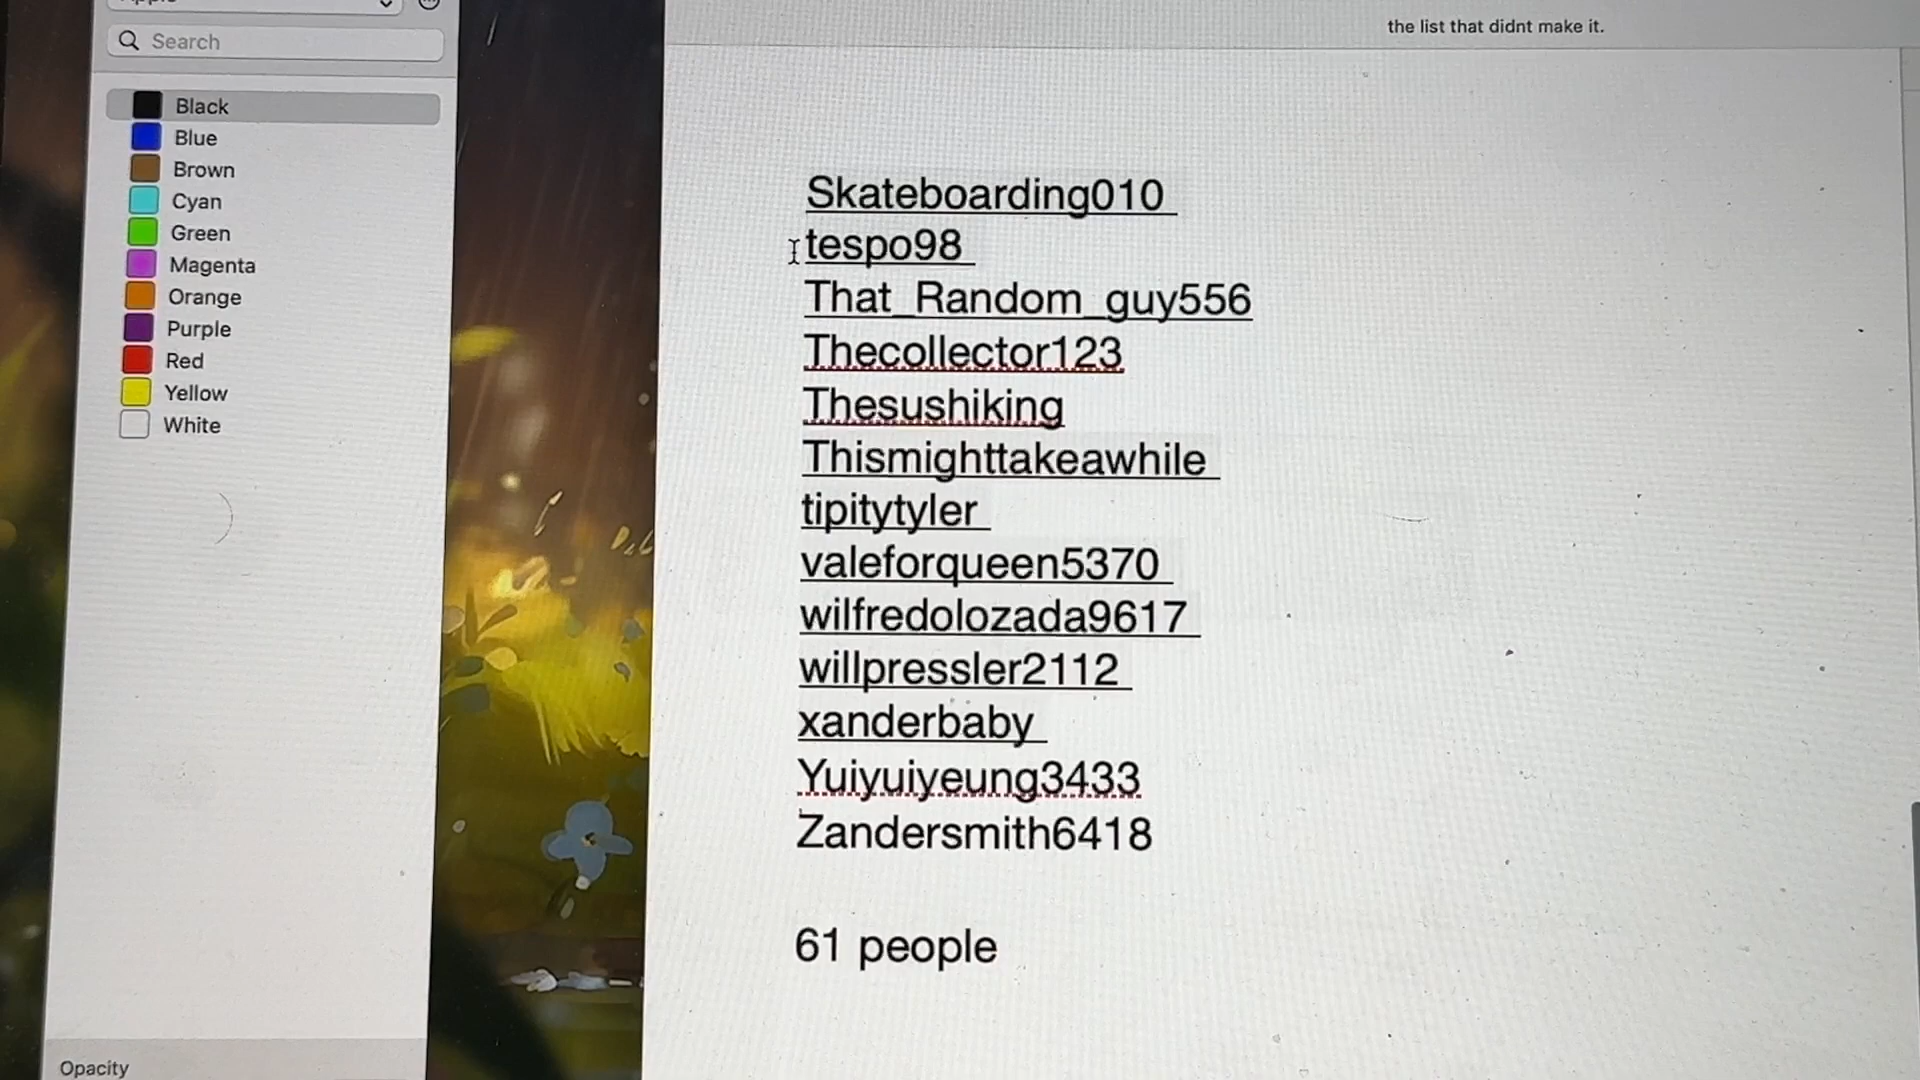 Search
Black
Blue
Brown
Cyan
Green
Magenta
Orange
Purple
Red
Yellow
White
Opacity
the list that didnt make it.
Skateboarding010
tespo98
That_Random_guy556
Thecollector123
Thesushiking
Thismighttakeawhile
tipitytyler
valeforqueen5370
wilfredolozada9617
willpressler2112
xanderbaby
Yuiyuiyeung3433
Zandersmith6418
61 people